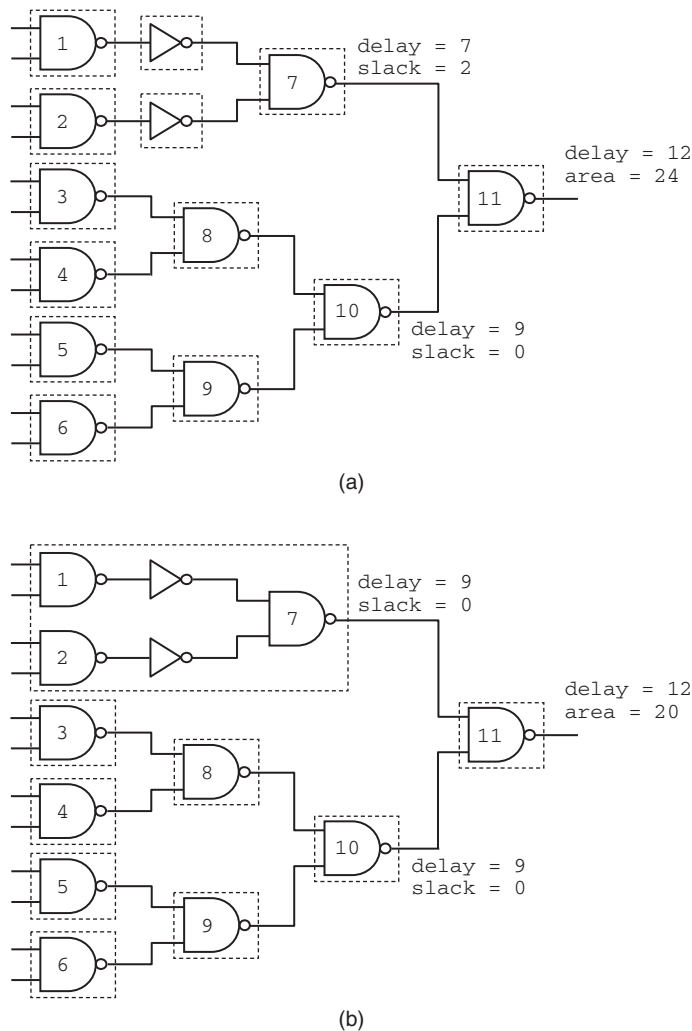 1
delay = 7
slack = 2
7
2
delay = 12
area = 24
3
11
8
4
10
5
delay = 9
slack = 0
9
6
(a)
1
delay = 9
slack = 0
7
2
delay = 12
area = 20
3
11
8
4
10
5
delay = 9
slack = 0
9
6
(b)